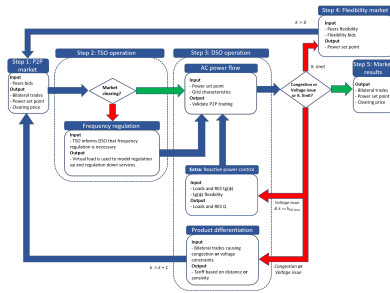 Step 4: Flexibility market
Input
- Peers flexibility
- Flexibility bids
Output
- Power set point
k > 0
Step 2: TSO operation
Step 3: DSO operation
Step 1: P2P
market
Input
- Peers
Output
- Bilateral trades
- Power set point
- Clearing price
Market
clearing?
AC power flow
Input
- Power set point
- Grid characteristics
Output
- Validate P2P trading
K limit
Congestion or
Voltage issue
or K limit?
Step 5: Market
results
Output
- Bilateral trades
- Power set point
- Clearing price
Frequency regulation
Input
- TSO informs DSO that frequency
regulation is necessary
Output
- Virtual load is used to model regulation
up and regulation down services
Extra: Reactive power control
Input
- Loads and RES tg(ϕ)
- tg(ϕ) flexibility
Output
- Loads and RES Q
Voltage issue
Product differentiation
Input
- Bilateral trades causing
congestion or voltage
constraints
Output
- Tariff based on distance or
Congestion or
Voltage issue